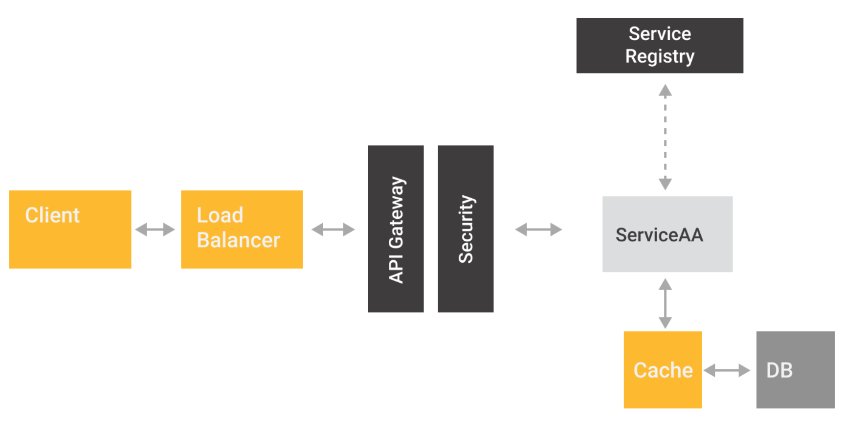 Service
Registry
Client
Load
Balancer
API Gateway
Security
ServiceAA
Cache
DB